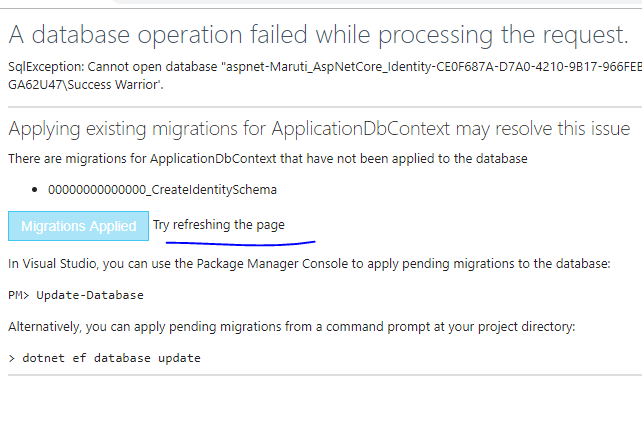 A database operation failed while processing the request.
SqlException: Cannot open database "aspnet-Maruti_AspNetCore_Identity-CE0F687A-D7A0-4210-9B17-966FEB
GA62U47\Success Warrior'.
Applying existing migrations for ApplicationDbContext may resolve this issue
There are migrations for ApplicationDbContext that have not been applied to the database
• 00000000000000_CreateIdentitySchema
Migrations Applied Try refreshing the page
In Visual Studio, you can use the Package Manager Console to apply pending migrations to the database:
PM> Update-Database
Alternatively, you can apply pending migrations from a command prompt at your project directory:
> dotnet ef database update